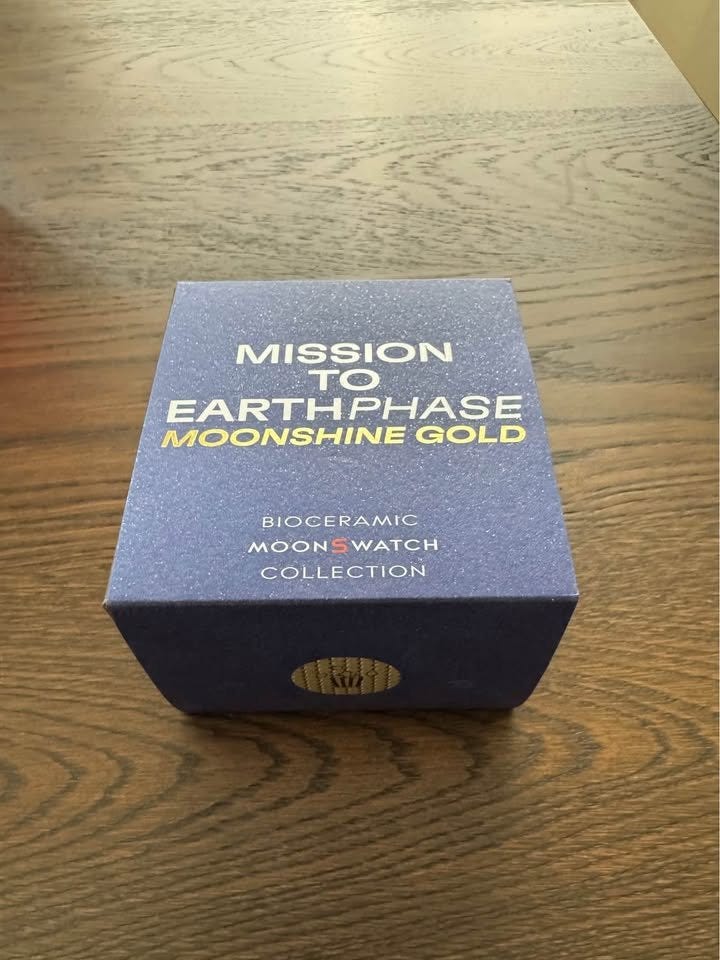 MISSION
TO
EARTHPHASE
MOONSHINE GOLD
BIOCERAMIC
MOONSWATCH
COLLECTION